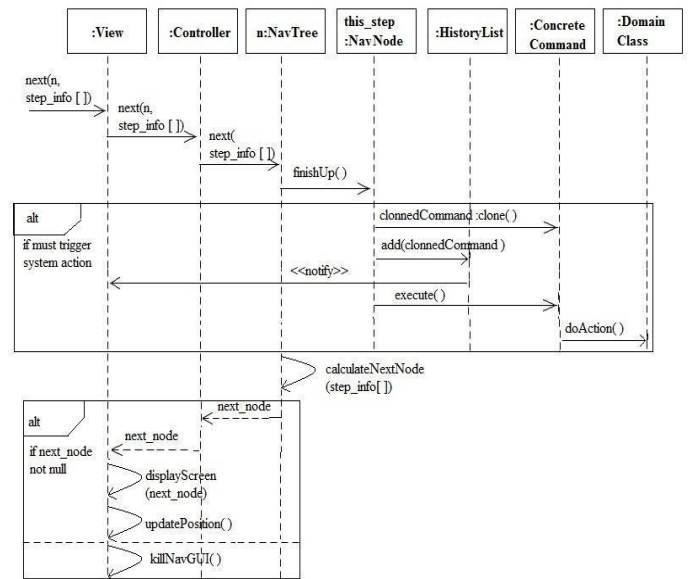 :View
:Controller
n:NavTree
this_step
:NavNode
:HistoryList
:Concrete
Command
:Domain
Class
next(n,
step_info [ ])
next(n,
step_info [ ])
next(
step_info [ ])
finishUp( )
alt
if must trigger
system action
clonnedCommand :clone( )
add(clonnedCommand )
<<notify>>
execute( )
doAction( )
calculateNextNode
(step_info[ ])
next_node
alt
if next_node
not null
next_node
displayScreen
(next_node)
updatePosition( )
killNavGUI( )